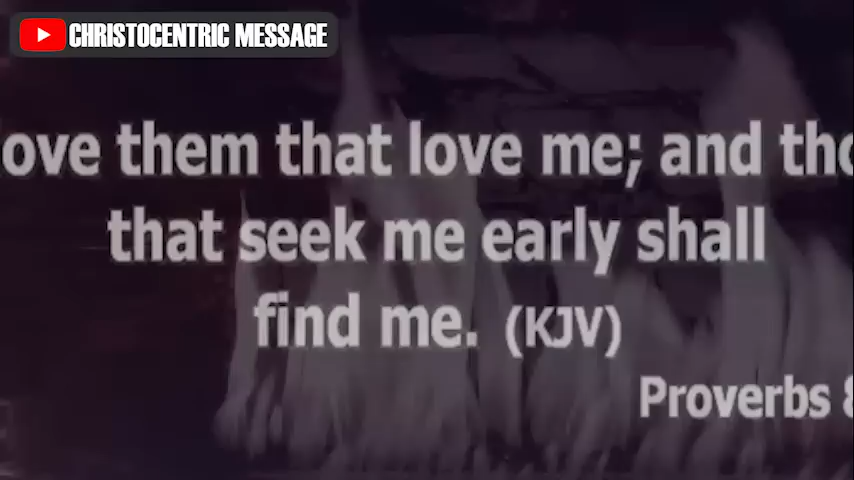 CHRISTOCENTRIC MESSAGE
ove them that love me; and tho
that seek me early shall
find me. (KJV)
Proverbs 8